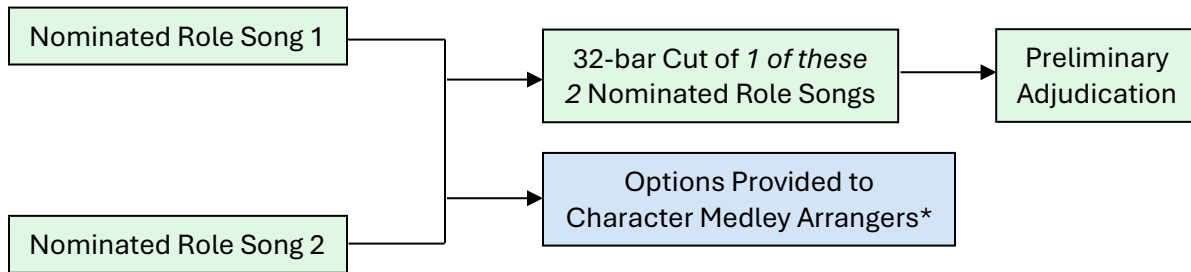 Nominated Role Song 1
32-bar Cut of 1 of these
2 Nominated Role Songs
Preliminary
Adjudication
Options Provided to
Character Medley Arrangers*
Nominated Role Song 2